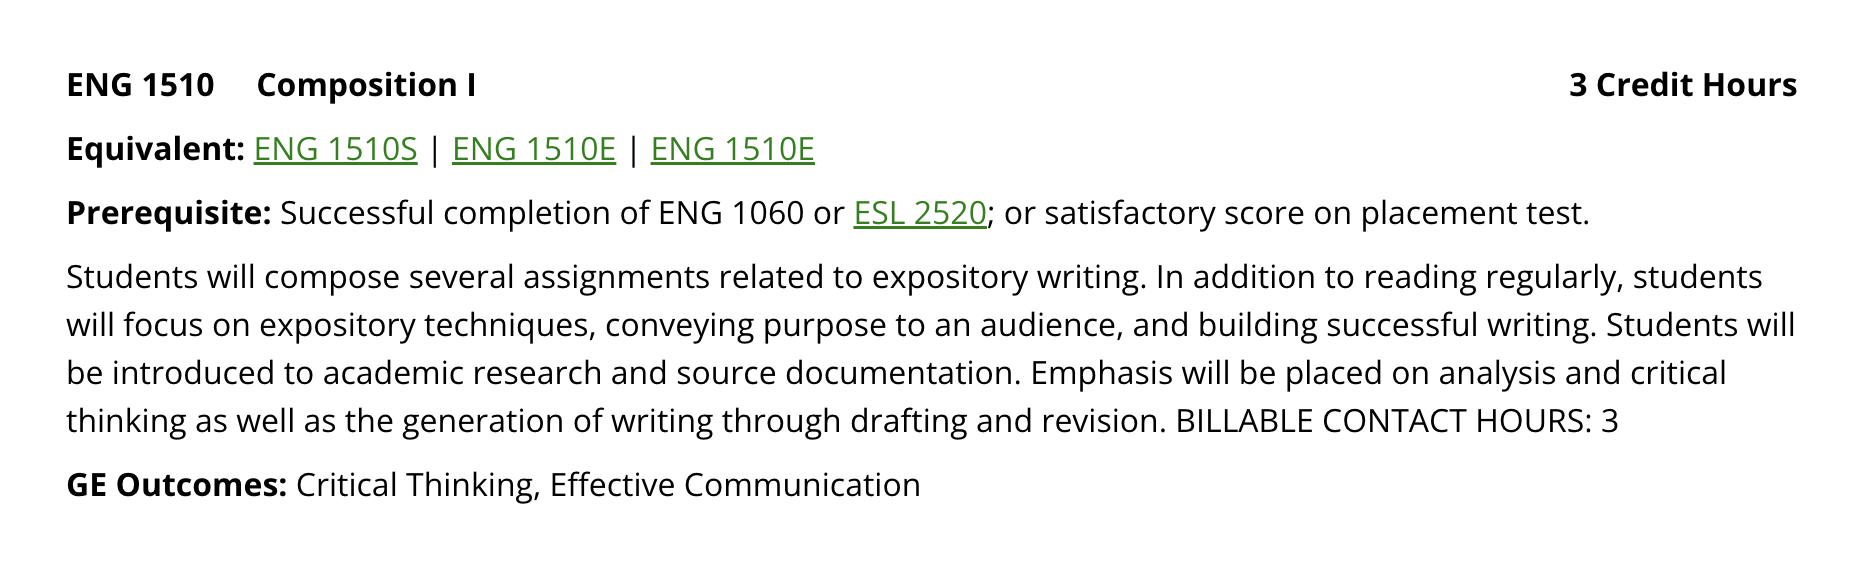 ENG 1510 Composition I 3 Credit Hours
Equivalent: ENG 1510S | ENG 1510E | ENG 1510E
Prerequisite: Successful completion of ENG 1060 or ESL 2520; or satisfactory score on placement test.
Students will compose several assignments related to expository writing. In addition to reading regularly, students
will focus on expository techniques, conveying purpose to an audience, and building successful writing. Students will
be introduced to academic research and source documentation. Emphasis will be placed on analysis and critical
thinking as well as the generation of writing through drafting and revision. BILLABLE CONTACT HOURS: 3
GE Outcomes: Critical Thinking, Effective Communication